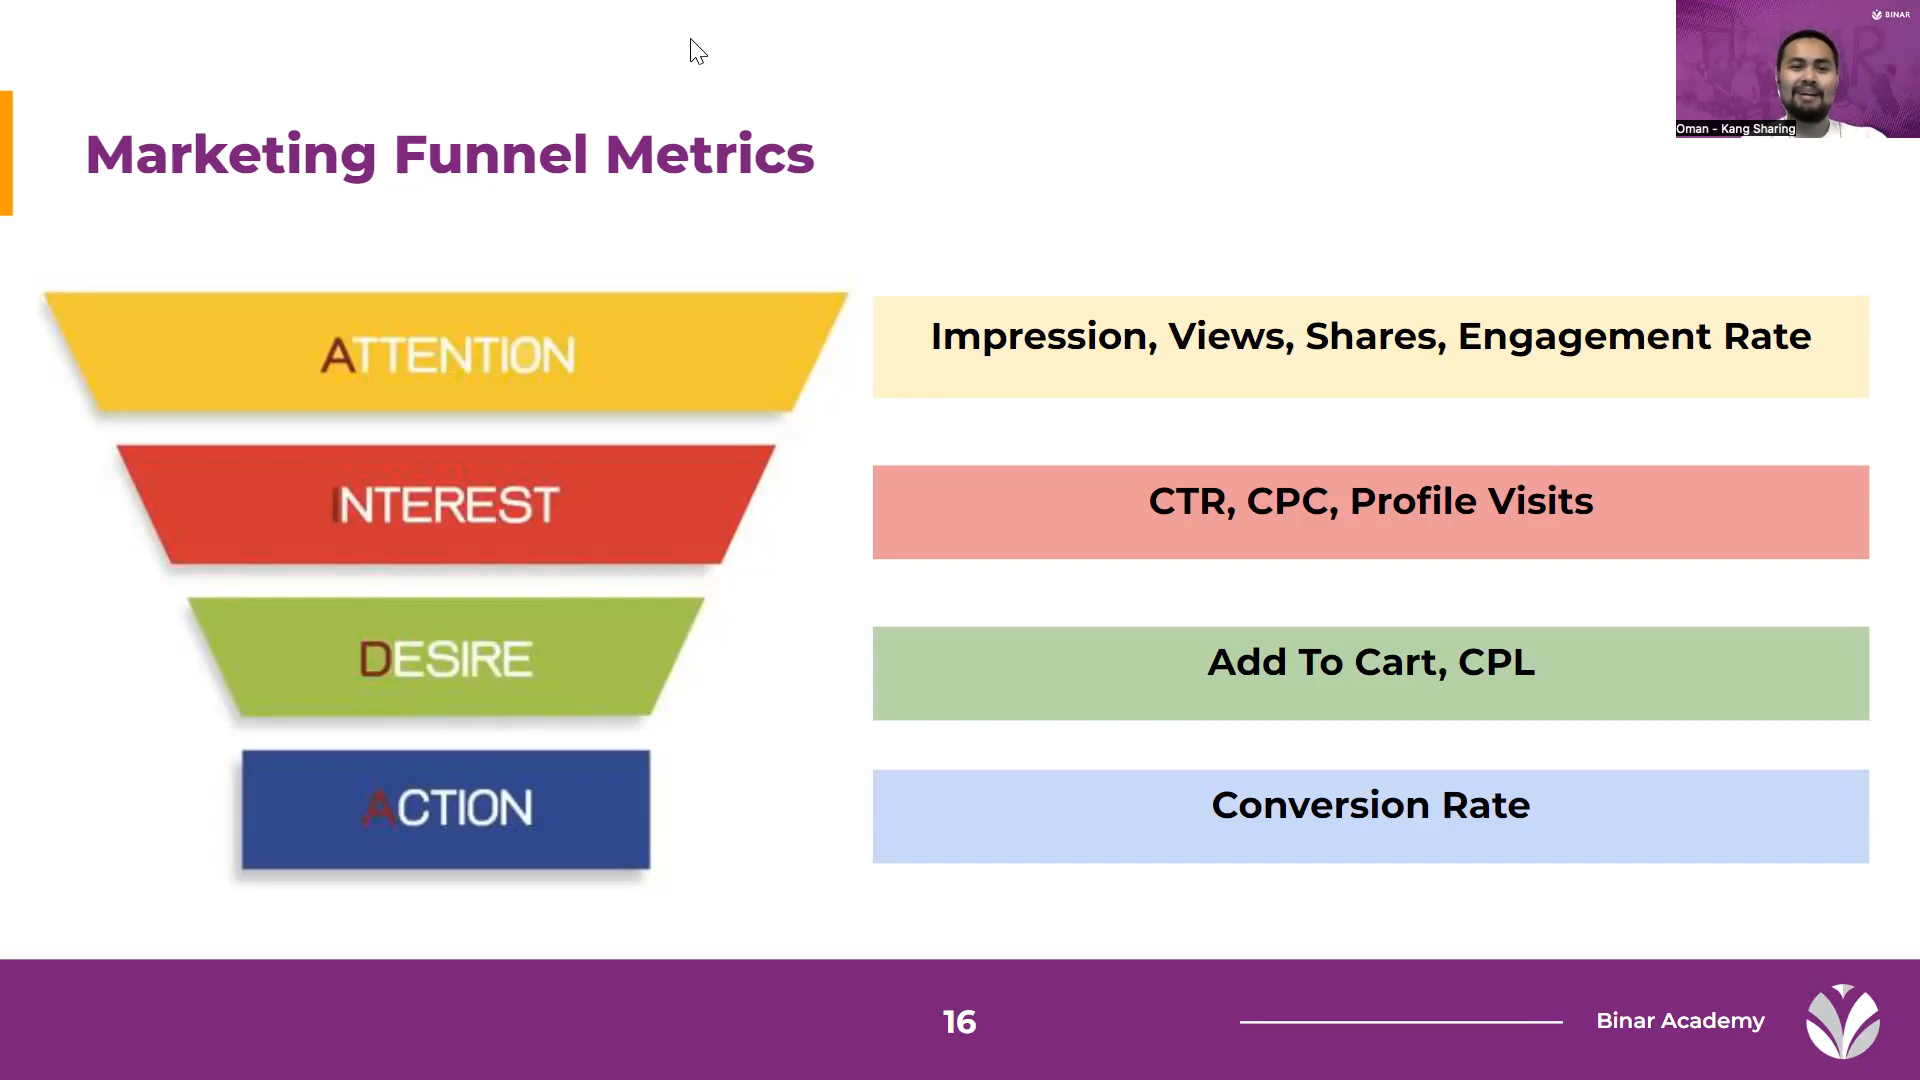 BINAR
Oman - Kang Sharing
Marketing Funnel Metrics
ATTENTION
Impression, Views, Shares, Engagement Rate
INTEREST
CTR, CPC, Profile Visits
DESIRE
Add To Cart, CPL
ACTION
Conversion Rate
16
Binar Academy